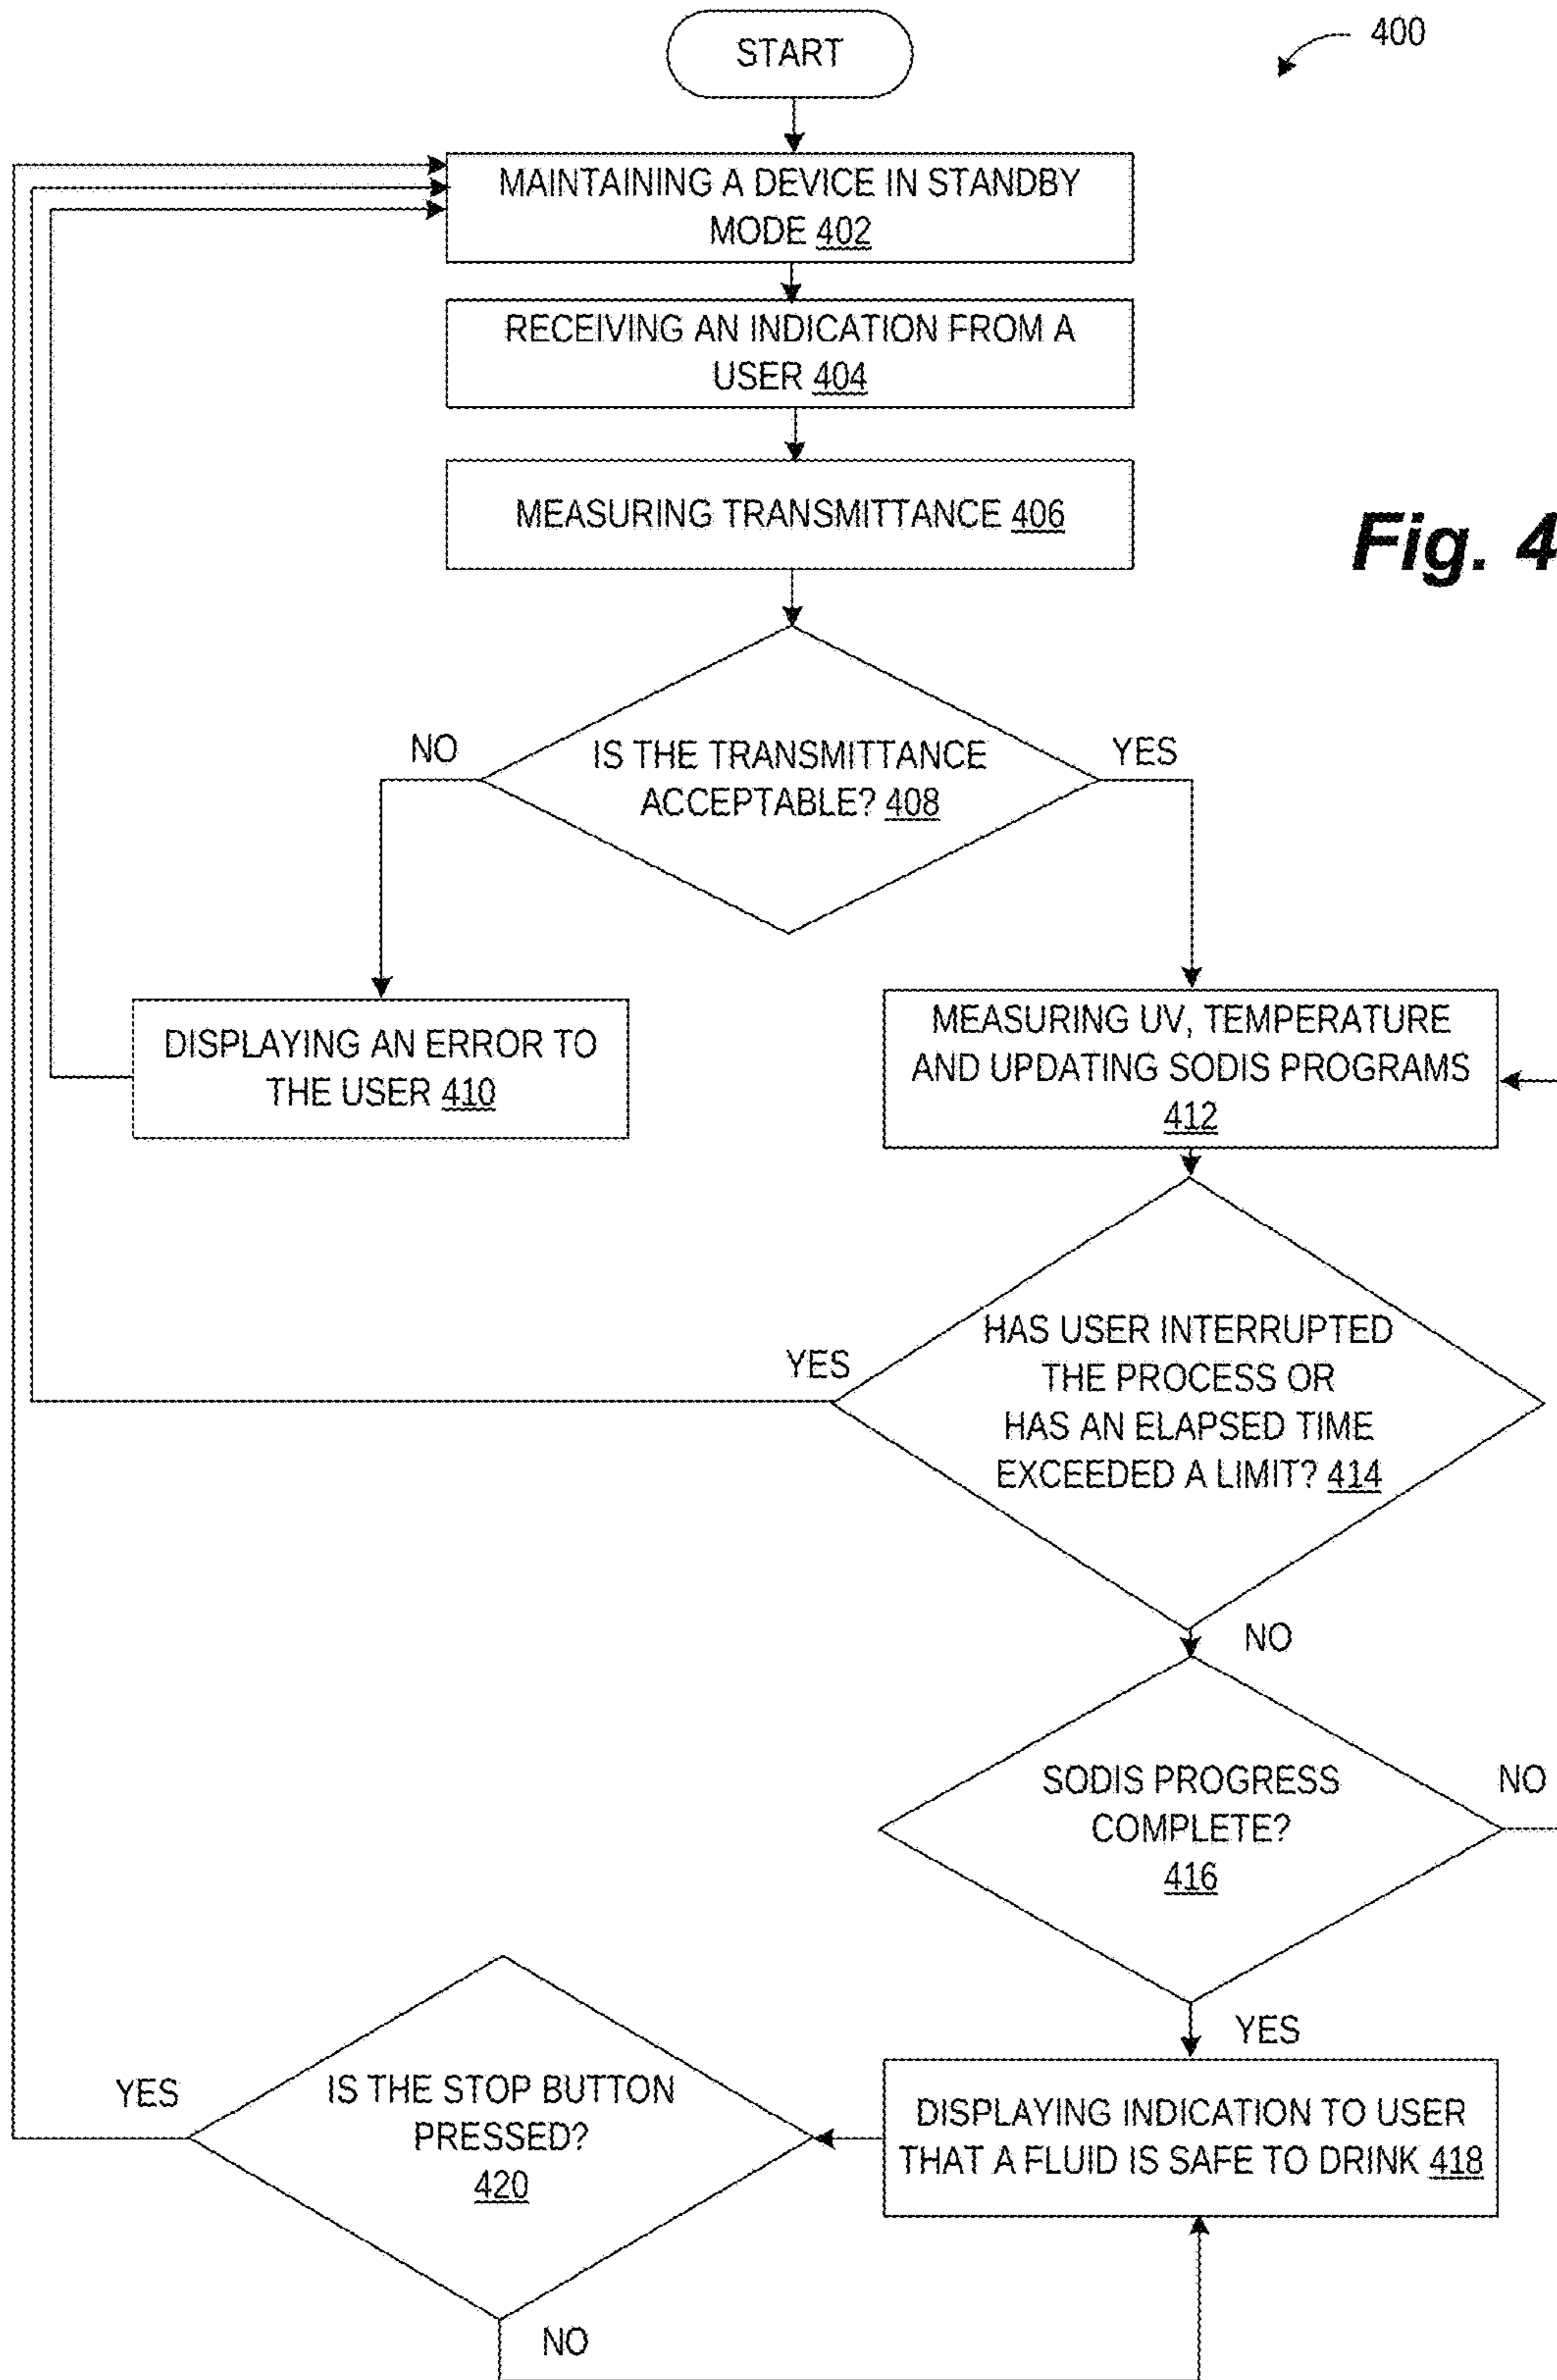 START
400
MAINTAINING A DEVICE IN STANDBY
MODE 402
RECEIVING AN INDICATION FROM A
USER 404
MEASURING TRANSMITTANCE 406
Fig. 4
IS THE TRANSMITTANCE
ACCEPTABLE? 408
NO
YES
DISPLAYING AN ERROR TO
THE USER 410
MEASURING UV, TEMPERATURE
AND UPDATING SODIS PROGRAMS
412
HAS USER INTERRUPTED
THE PROCESS OR
HAS AN ELAPSED TIME
EXCEEDED A LIMIT? 414
YES
NO
SODIS PROGRESS
COMPLETE?
416
NO
YES
DISPLAYING INDICATION TO USER
THAT A FLUID IS SAFE TO DRINK 418
IS THE STOP BUTTON
PRESSED?
420
YES
NO